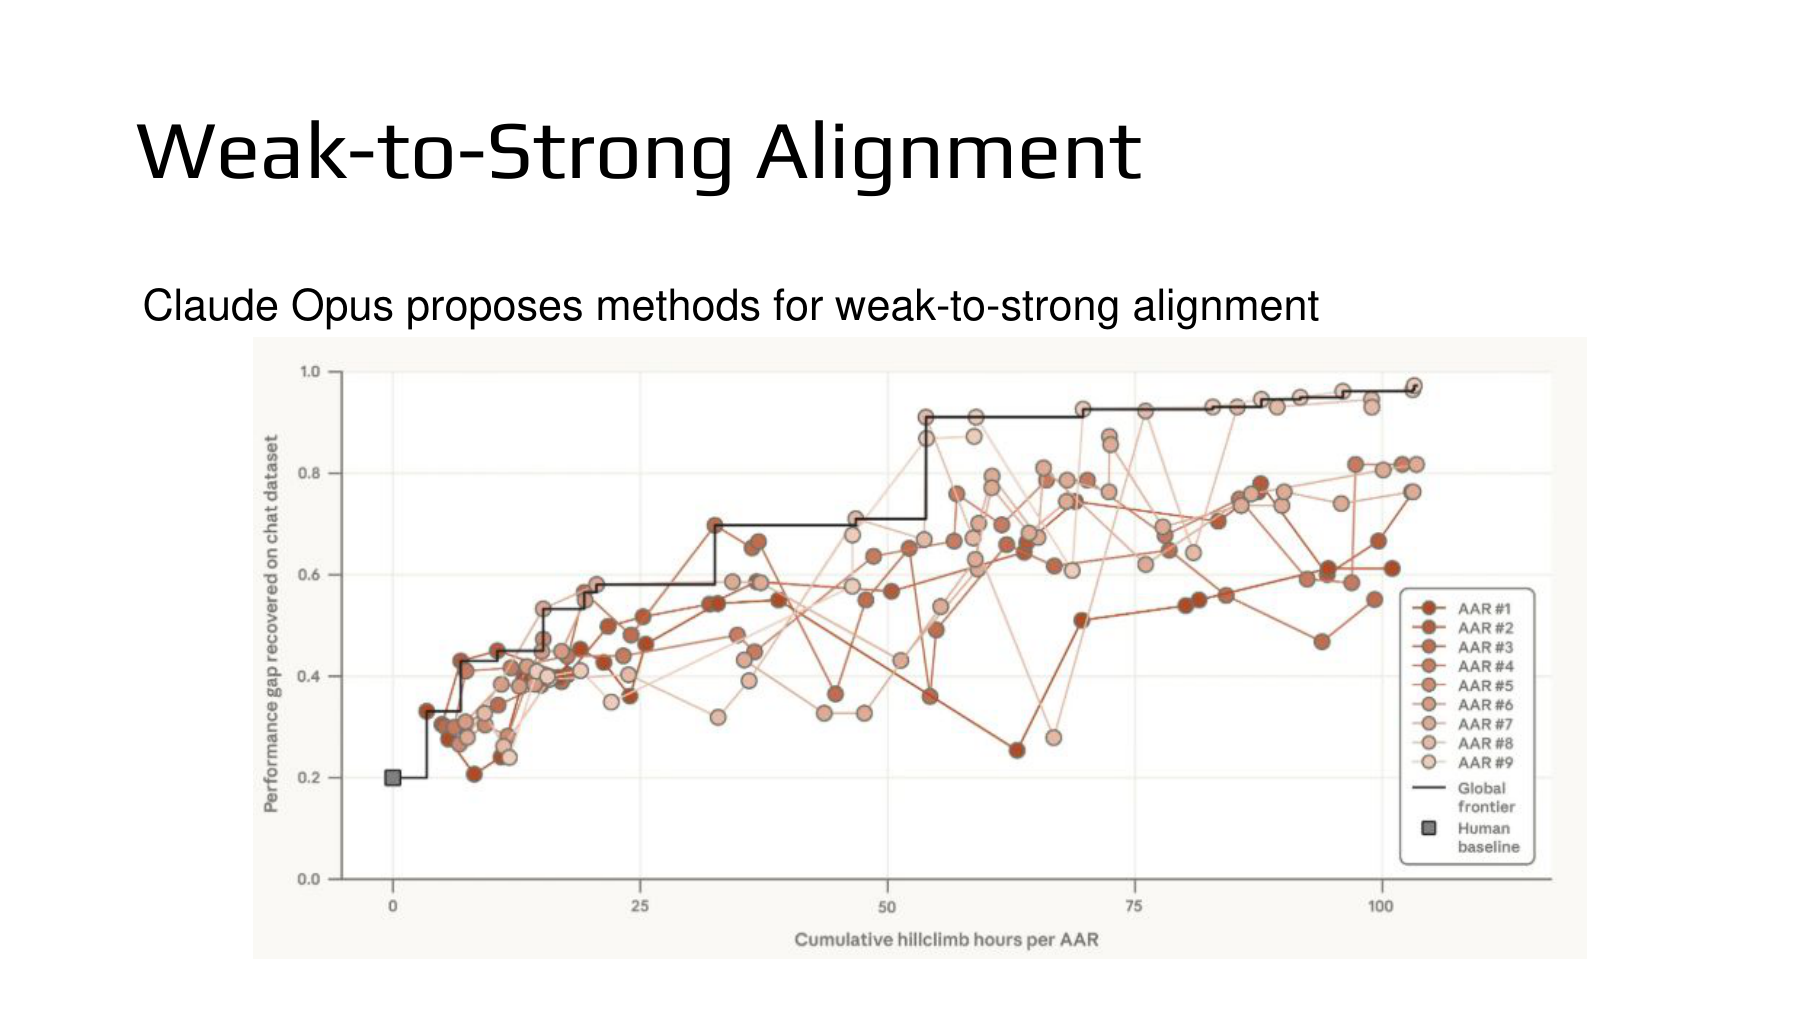 Weak-to-Strong Alignment
Claude Opus proposes methods for weak-to-strong alignment
Performance gap recovered on chat dataset
1.0
0.8
0.6
0.4
0.2
0.0
0
25
50
75
100
Cumulative hillclimb hours per AAR
AAR #1
AAR #2
AAR #3
AAR #4
AAR #5
AAR #6
AAR #7
AAR #8
AAR #9
Global
frontier
Human
baseline